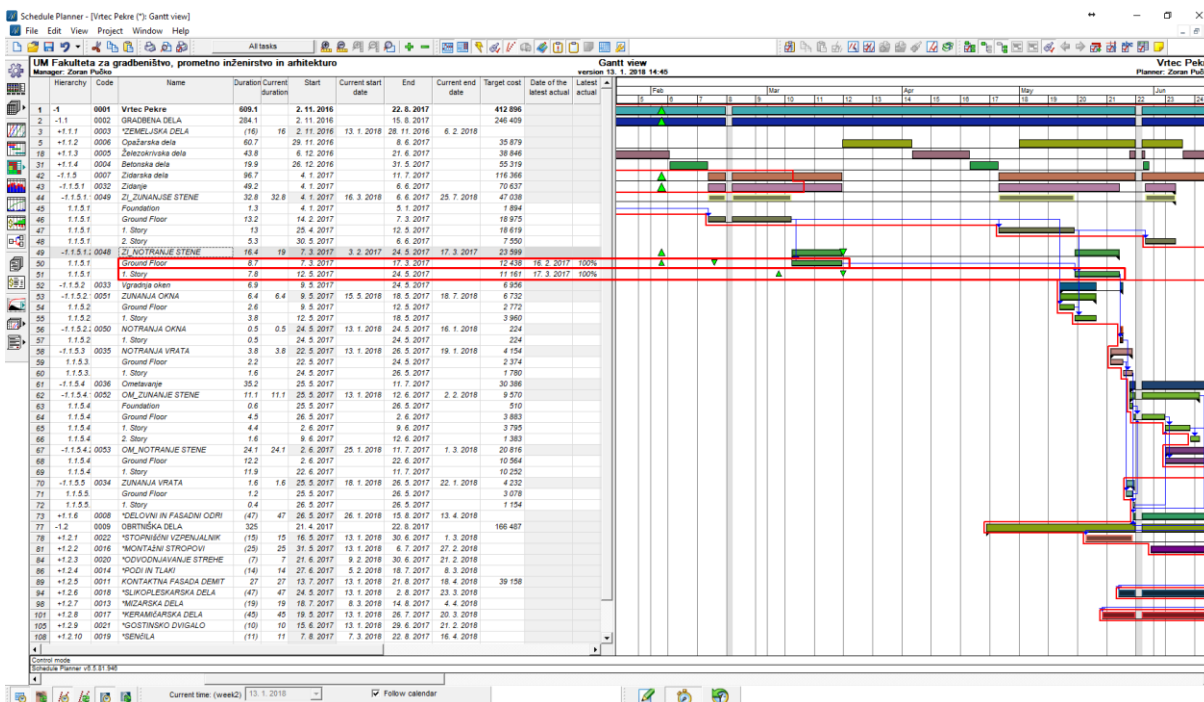 Schedule Planner - [Vrtec Pekre (*): Gantt view]
File Edit View Project Window Help
All tasks
UM Fakulteta za gradbeništvo, prometno inženirstvo in arhitekturo Gantt view Vrtec Pekre
Manager: Zoran Pučko version 13. 1. 2018 14:45 Planner: Zoran
Hierarchy Code Name Duration Current duration Start Current start date End Current end date Target cost Date of the latest actual Latest actual
Feb Mar Apr May Jun
5 6 7 8 9 10 11 12 13 14 15 16 17 18 19 20 21 22 23 24
1 -1 0001 Vrtec Pekre 609.1 2. 11. 2016 22. 8. 2017 412 896
2 -1.1 0002 GRADBENA DELA 284.1 2. 11. 2016 15. 8. 2017 246 409
3 +1.1.1 0003 *ZEMELJSKA DELA (16) 16 2. 11. 2016 13. 1. 2018 28. 11. 2016 6. 2. 2018
5 +1.1.2 0006 Opažarska dela 60.7 29. 11. 2016 8. 6. 2017 35 879
18 +1.1.3 0005 Železokrivska dela 43.8 6. 12. 2016 21. 6. 2017 38 846
31 +1.1.4 0004 Betonska dela 19.9 26. 12. 2016 31. 5. 2017 55 319
42 -1.1.5 0007 Zidarska dela 96.7 4. 1. 2017 11. 7. 2017 116 366
43 -1.1.5.1 0032 Zidanje 49.2 4. 1. 2017 6. 6. 2017 70 637
44 -1.1.5.1. 0049 ZI_ZUNANJSE STENE 32.8 32.8 4. 1. 2017 16. 3. 2018 6. 6. 2017 25. 7. 2018 47 038
45 1.1.5.1 Foundation 1.3 4. 1. 2017 5. 1. 2017 1 894
46 1.1.5.1 Ground Floor 13.2 14. 2. 2017 7. 3. 2017 18 975
47 1.1.5.1 1. Story 13 25. 4. 2017 12. 5. 2017 18 619
48 1.1.5.1 2. Story 5.3 30. 5. 2017 6. 6. 2017 7 550
49 -1.1.5.1. 0048 ZI_NOTRANJE STENE 16.4 19 7. 3. 2017 3. 2. 2017 24. 5. 2017 17. 3. 2017 23 599
50 1.1.5.1 Ground Floor 8.7 7. 3. 2017 17. 3. 2017 12 438 16. 2. 2017 100%
51 1.1.5.1 1. Story 7.8 12. 5. 2017 24. 5. 2017 11 161 17. 3. 2017 100%
52 -1.1.5.2 0033 Vgradnja oken 6.9 9. 5. 2017 24. 5. 2017 6 956
53 -1.1.5.2. 0051 ZUNANJA OKNA 6.4 6.4 9. 5. 2017 15. 5. 2018 18. 5. 2017 18. 7. 2018 6 732
54 1.1.5.2 Ground Floor 2.6 9. 5. 2017 12. 5. 2017 2 772
55 1.1.5.2 1. Story 3.8 12. 5. 2017 18. 5. 2017 3 960
56 -1.1.5.2. 0050 NOTRANJA OKNA 0.5 0.5 24. 5. 2017 13. 1. 2018 24. 5. 2017 16. 1. 2018 224
57 1.1.5.2 1. Story 0.5 24. 5. 2017 24. 5. 2017 224
58 -1.1.5.3 0035 NOTRANJA VRATA 3.8 3.8 22. 5. 2017 13. 1. 2018 26. 5. 2017 19. 1. 2018 4 154
59 1.1.5.3. Ground Floor 2.2 22. 5. 2017 24. 5. 2017 2 374
60 1.1.5.3. 1. Story 1.6 24. 5. 2017 26. 5. 2017 1 780
61 -1.1.5.4 0036 Ometavanje 35.2 25. 5. 2017 11. 7. 2017 30 386
62 -1.1.5.4. 0052 OM_ZUNANJE STENE 11.1 11.1 25. 5. 2017 13. 1. 2018 12. 6. 2017 2. 2. 2018 9 570
63 1.1.5.4 Foundation 0.6 25. 5. 2017 26. 5. 2017 510
64 1.1.5.4 Ground Floor 4.5 26. 5. 2017 2. 6. 2017 3 883
65 1.1.5.4 1. Story 4.4 2. 6. 2017 9. 6. 2017 3 795
66 1.1.5.4 2. Story 1.6 9. 6. 2017 12. 6. 2017 1 383
67 -1.1.5.4. 0053 OM_NOTRANJE STENE 24.1 24.1 2. 6. 2017 25. 1. 2018 11. 7. 2017 1. 3. 2018 20 816
68 1.1.5.4 Ground Floor 12.2 2. 6. 2017 22. 6. 2017 10 564
69 1.1.5.4 1. Story 11.9 22. 6. 2017 11. 7. 2017 10 252
70 -1.1.5.5 0034 ZUNANJA VRATA 1.6 1.6 25. 5. 2017 18. 1. 2018 26. 5. 2017 22. 1. 2018 4 232
71 1.1.5.5. Ground Floor 1.2 25. 5. 2017 26. 5. 2017 3 078
72 1.1.5.5. 1. Story 0.4 26. 5. 2017 26. 5. 2017 1 154
73 +1.1.6 0008 *DELOVNI IN FASADNI ODRI (47) 47 26. 5. 2017 26. 1. 2018 15. 8. 2017 13. 4. 2018
77 -1.2 0009 OBRTNIŠKA DELA 325 21. 4. 2017 22. 8. 2017 166 487
78 +1.2.1 0022 *STOPNIŠČNI VZPENJALNIK (15) 15 16. 5. 2017 13. 1. 2018 30. 6. 2017 1. 3. 2018
81 +1.2.2 0016 *MONTAŽNI STROPOVI (25) 25 31. 5. 2017 13. 1. 2018 6. 7. 2017 27. 2. 2018
84 +1.2.3 0020 *ODVODNJAVANJE STREHE (7) 7 21. 6. 2017 9. 2. 2018 30. 6. 2017 21. 2. 2018
86 +1.2.4 0014 *PODI IN TLAKI (14) 14 27. 6. 2017 5. 2. 2018 18. 7. 2017 8. 3. 2018
89 +1.2.5 0011 KONTAKTNA FASADA DEMIT 27 27 13. 7. 2017 13. 1. 2018 21. 8. 2017 18. 4. 2018 39 158
94 +1.2.6 0018 *SLIKOPLESKARSKA DELA (47) 47 24. 5. 2017 13. 1. 2018 2. 8. 2017 23. 3. 2018
98 +1.2.7 0013 *MIZARSKA DELA (19) 19 18. 7. 2017 8. 3. 2018 14. 8. 2017 4. 4. 2018
101 +1.2.8 0017 *KERAMIČARSKA DELA (45) 45 19. 5. 2017 13. 1. 2018 26. 7. 2017 20. 3. 2018
105 +1.2.9 0021 *GOSTINSKO DVIGALO (10) 10 15. 6. 2017 13. 1. 2018 29. 6. 2017 21. 2. 2018
108 +1.2.10 0019 *SENČILA (11) 11 7. 8. 2017 7. 3. 2018 22. 8. 2017 16. 4. 2018
Control mode
Schedule Planner v6.5.01.946
Current time: (week2) 13. 1. 2018 Follow calendar